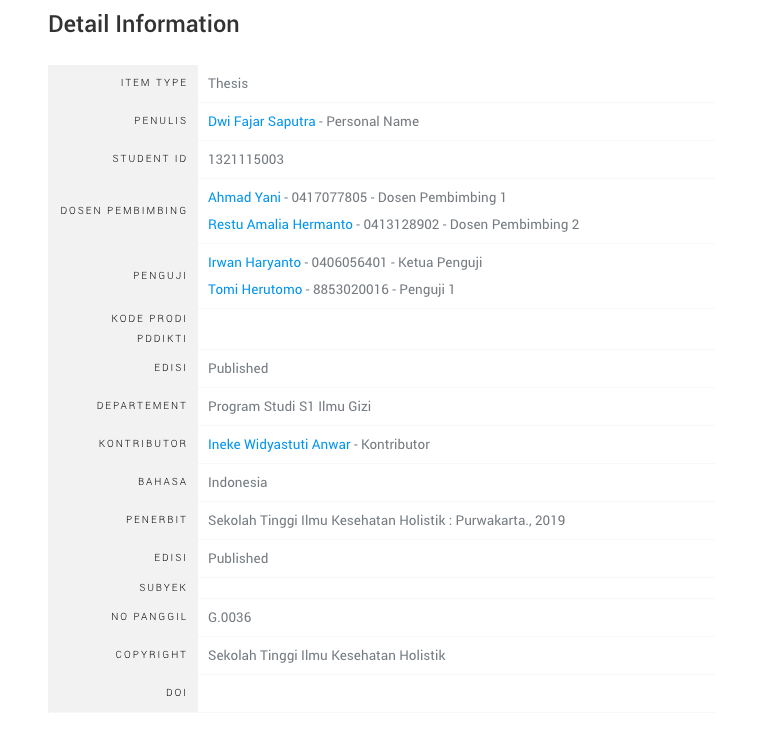 Detail Information
ITEM TYPE Thesis
PENULIS Dwi Fajar Saputra - Personal Name
STUDENT ID 1321115003
DOSEN PEMBIMBING Ahmad Yani - 0417077805 - Dosen Pembimbing 1
Restu Amalia Hermanto - 0413128902 - Dosen Pembimbing 2
PENGUJI Irwan Haryanto - 0406056401 - Ketua Penguji
Tomi Herutomo - 8853020016 - Penguji 1
KODE PRODI
PDDIKTI
EDISI Published
DEPARTEMENT Program Studi S1 Ilmu Gizi
KONTRIBUTOR Ineke Widyastuti Anwar - Kontributor
BAHASA Indonesia
PENERBIT Sekolah Tinggi Ilmu Kesehatan Holistik : Purwakarta., 2019
EDISI Published
SUBYEK
NO PANGGIL G.0036
COPYRIGHT Sekolah Tinggi Ilmu Kesehatan Holistik
DOI